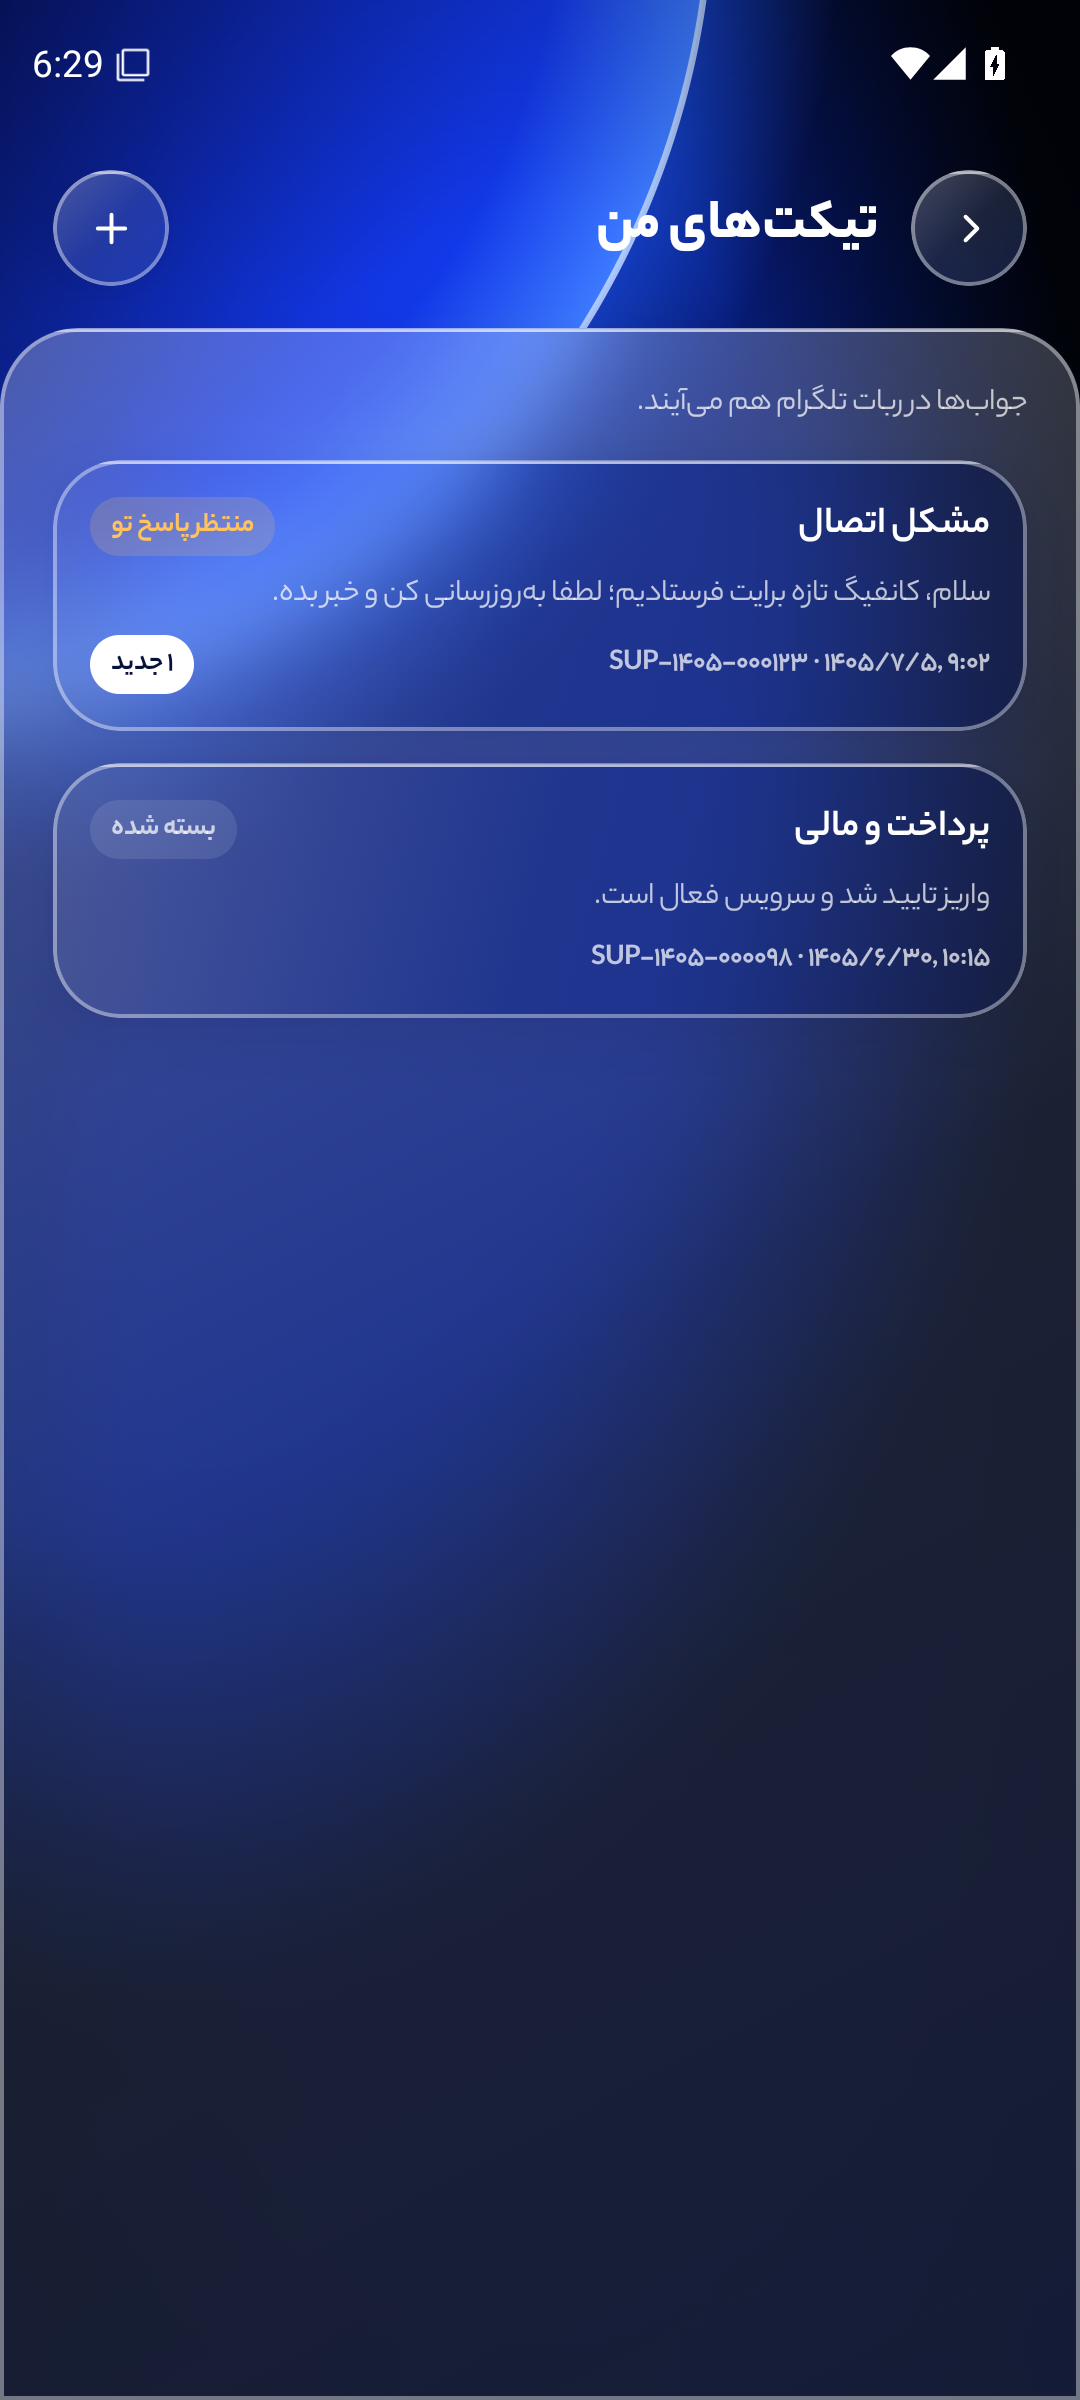 6:29
تیکت‌های من
جواب‌ها در ربات تلگرام هم می‌آیند.
مشکل اتصال
منتظر پاسخ تو
سلام، کانفیگ تازه برایت فرستادیم؛ لطفا به‌روزرسانی کن و خبر بده.
SUP-۱۴۰۵-۰۰۰۱۲۳ · ۱۴۰۵/۷/۵, ۹:۰۲
۱ جدید
پرداخت و مالی
بسته شده
واریز تایید شد و سرویس فعال است.
SUP-۱۴۰۵-۰۰۰۰۹۸ · ۱۴۰۵/۶/۳۰, ۱۰:۱۵